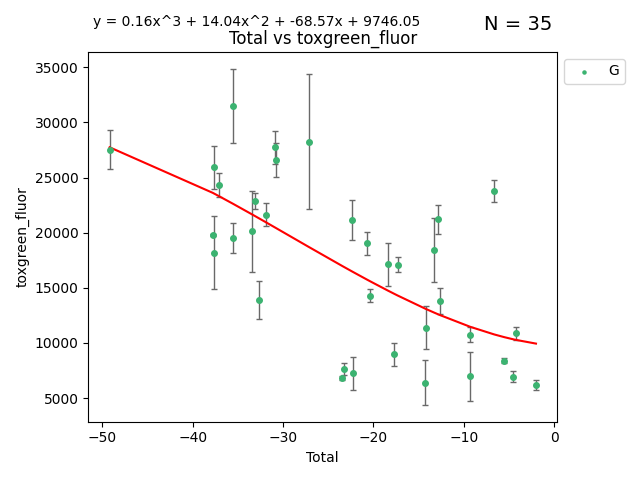 y = 0.16x^3 + 14.04x^2 + -68.57x + 9746.05
N = 35
Total vs toxgreen_fluor
G
35000
30000
25000
20000
15000
10000
5000
toxgreen_fluor
−50 −40 −30 −20 −10 0
Total